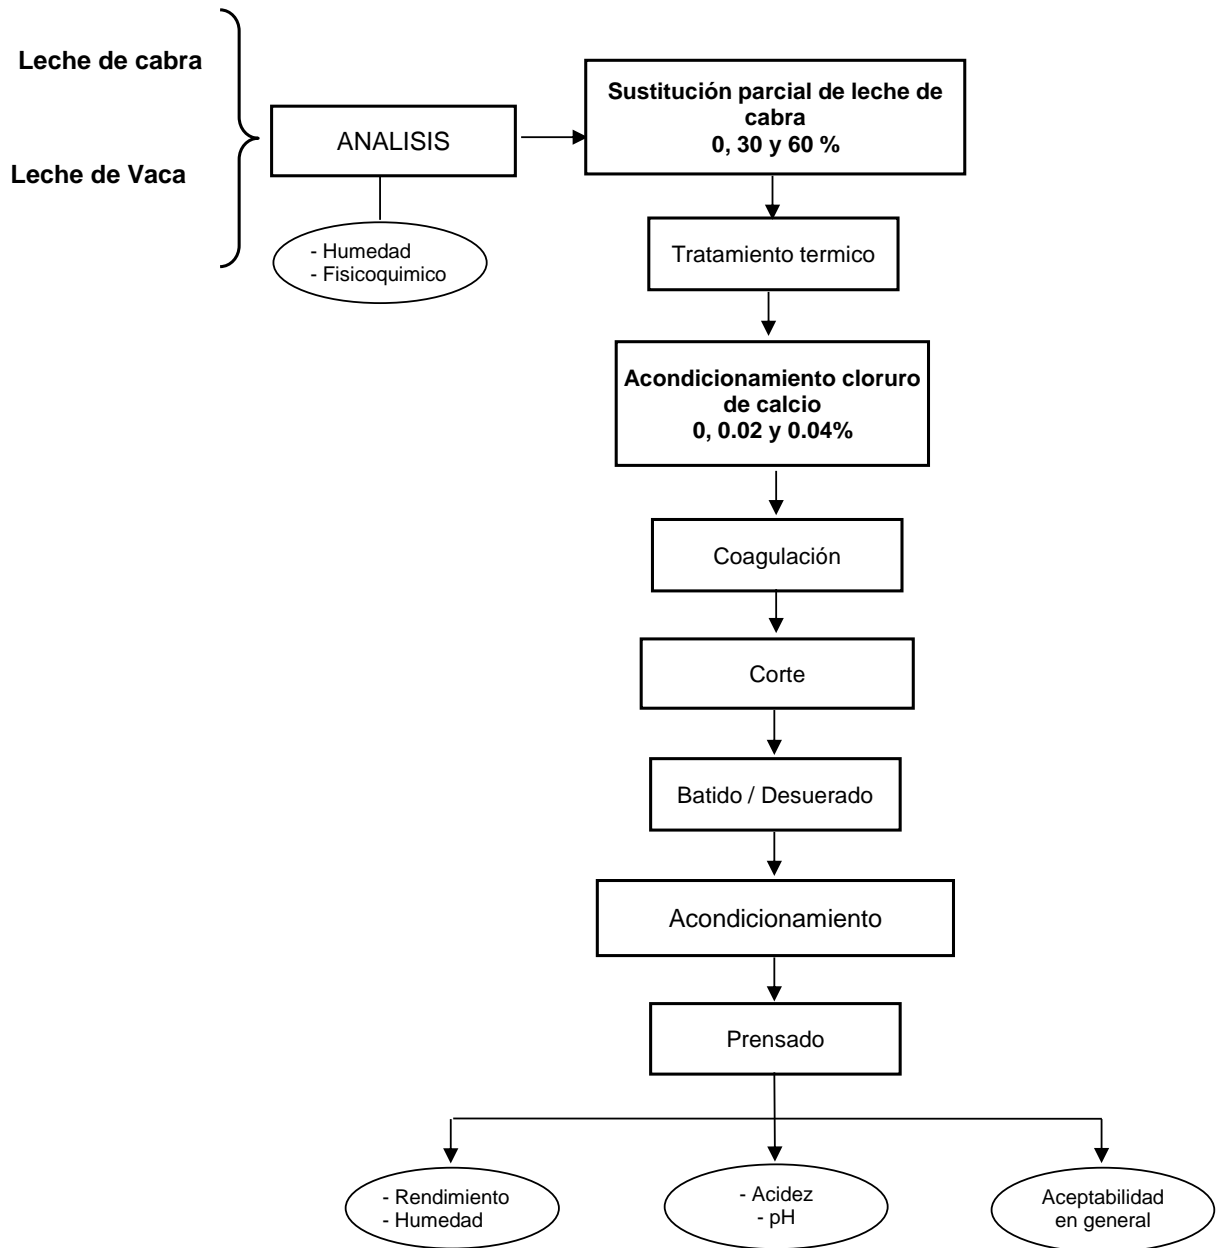 Leche de cabra
Leche de Vaca
ANALISIS
- Humedad
- Fisicoquimico
Sustitución parcial de leche de
cabra
0, 30 y 60 %
Tratamiento termico
Acondicionamiento cloruro
de calcio
0, 0.02 y 0.04%
Coagulación
Corte
Batido / Desuerado
Acondicionamiento
Prensado
- Rendimiento
- Humedad
- Acidez
- pH
Aceptabilidad
en general